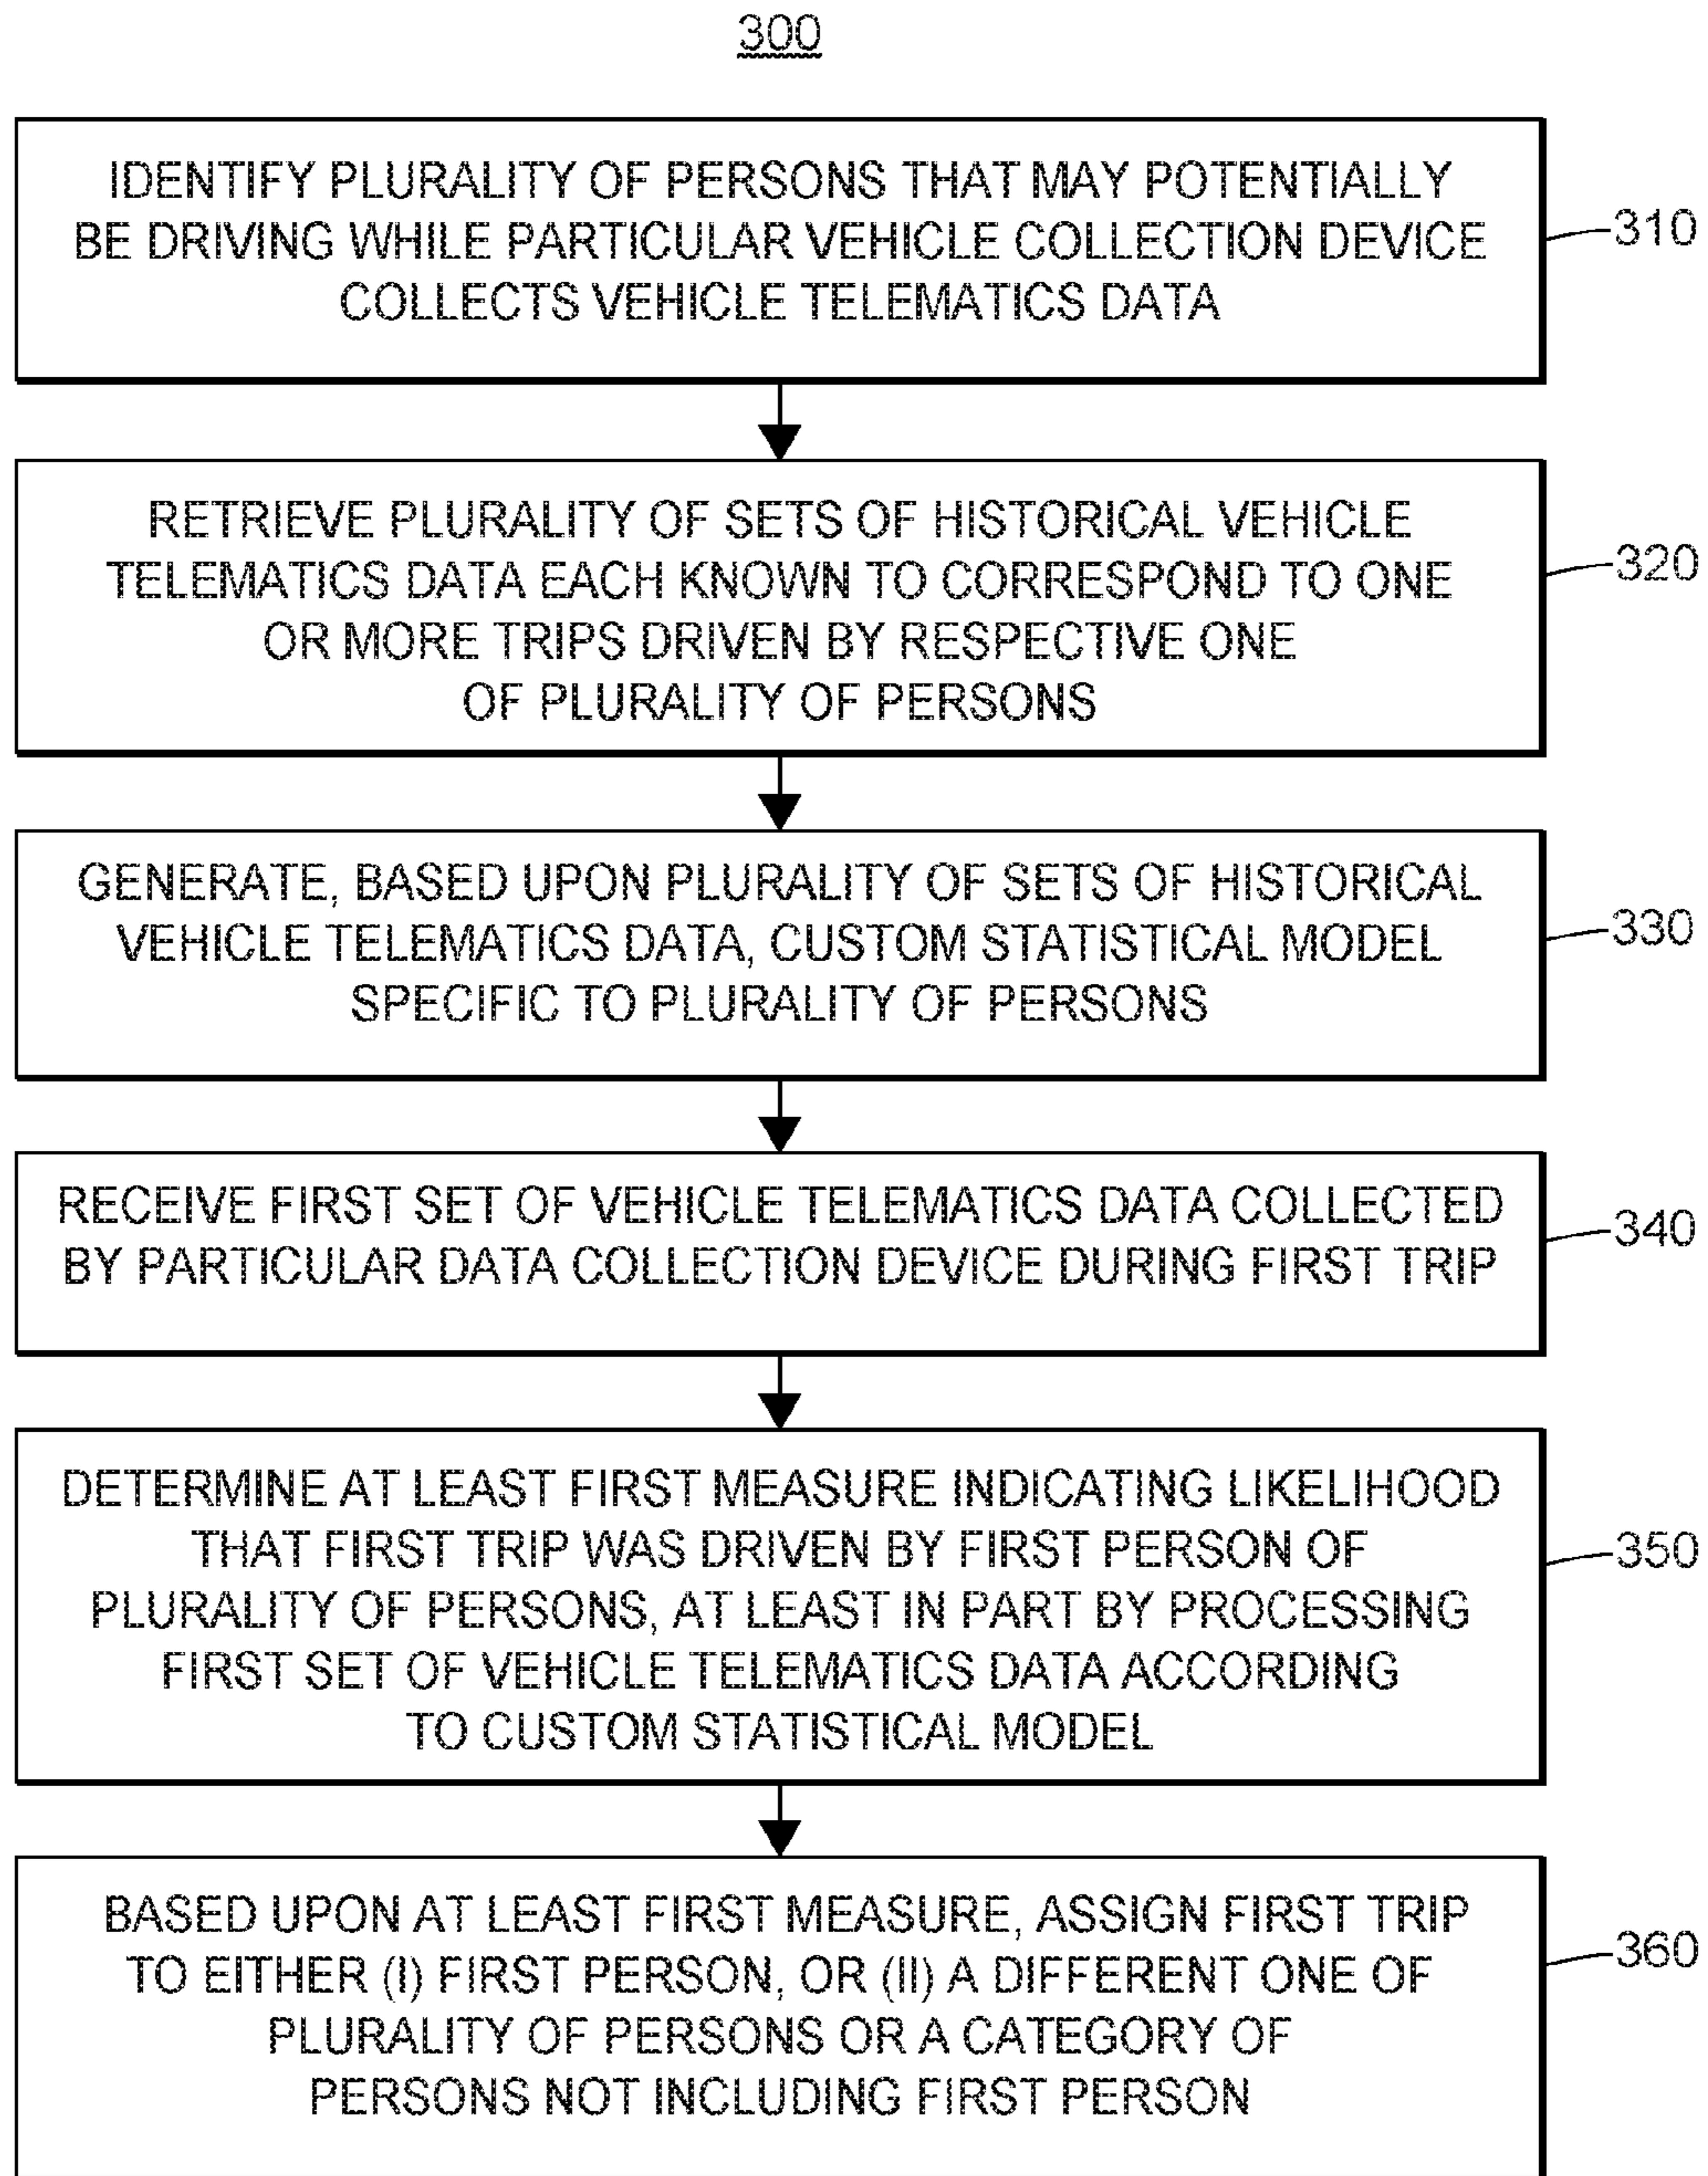 300
IDENTIFY PLURALITY OF PERSONS THAT MAY POTENTIALLY
BE DRIVING WHILE PARTICULAR VEHICLE COLLECTION DEVICE
COLLECTS VEHICLE TELEMATICS DATA
310
RETRIEVE PLURALITY OF SETS OF HISTORICAL VEHICLE
TELEMATICS DATA EACH KNOWN TO CORRESPOND TO ONE
OR MORE TRIPS DRIVEN BY RESPECTIVE ONE
OF PLURALITY OF PERSONS
320
GENERATE, BASED UPON PLURALITY OF SETS OF HISTORICAL
VEHICLE TELEMATICS DATA, CUSTOM STATISTICAL MODEL
SPECIFIC TO PLURALITY OF PERSONS
330
RECEIVE FIRST SET OF VEHICLE TELEMATICS DATA COLLECTED
BY PARTICULAR DATA COLLECTION DEVICE DURING FIRST TRIP
340
DETERMINE AT LEAST FIRST MEASURE INDICATING LIKELIHOOD
THAT FIRST TRIP WAS DRIVEN BY FIRST PERSON OF
PLURALITY OF PERSONS, AT LEAST IN PART BY PROCESSING
FIRST SET OF VEHICLE TELEMATICS DATA ACCORDING
TO CUSTOM STATISTICAL MODEL
350
BASED UPON AT LEAST FIRST MEASURE, ASSIGN FIRST TRIP
TO EITHER (I) FIRST PERSON, OR (II) A DIFFERENT ONE OF
PLURALITY OF PERSONS OR A CATEGORY OF
PERSONS NOT INCLUDING FIRST PERSON
360